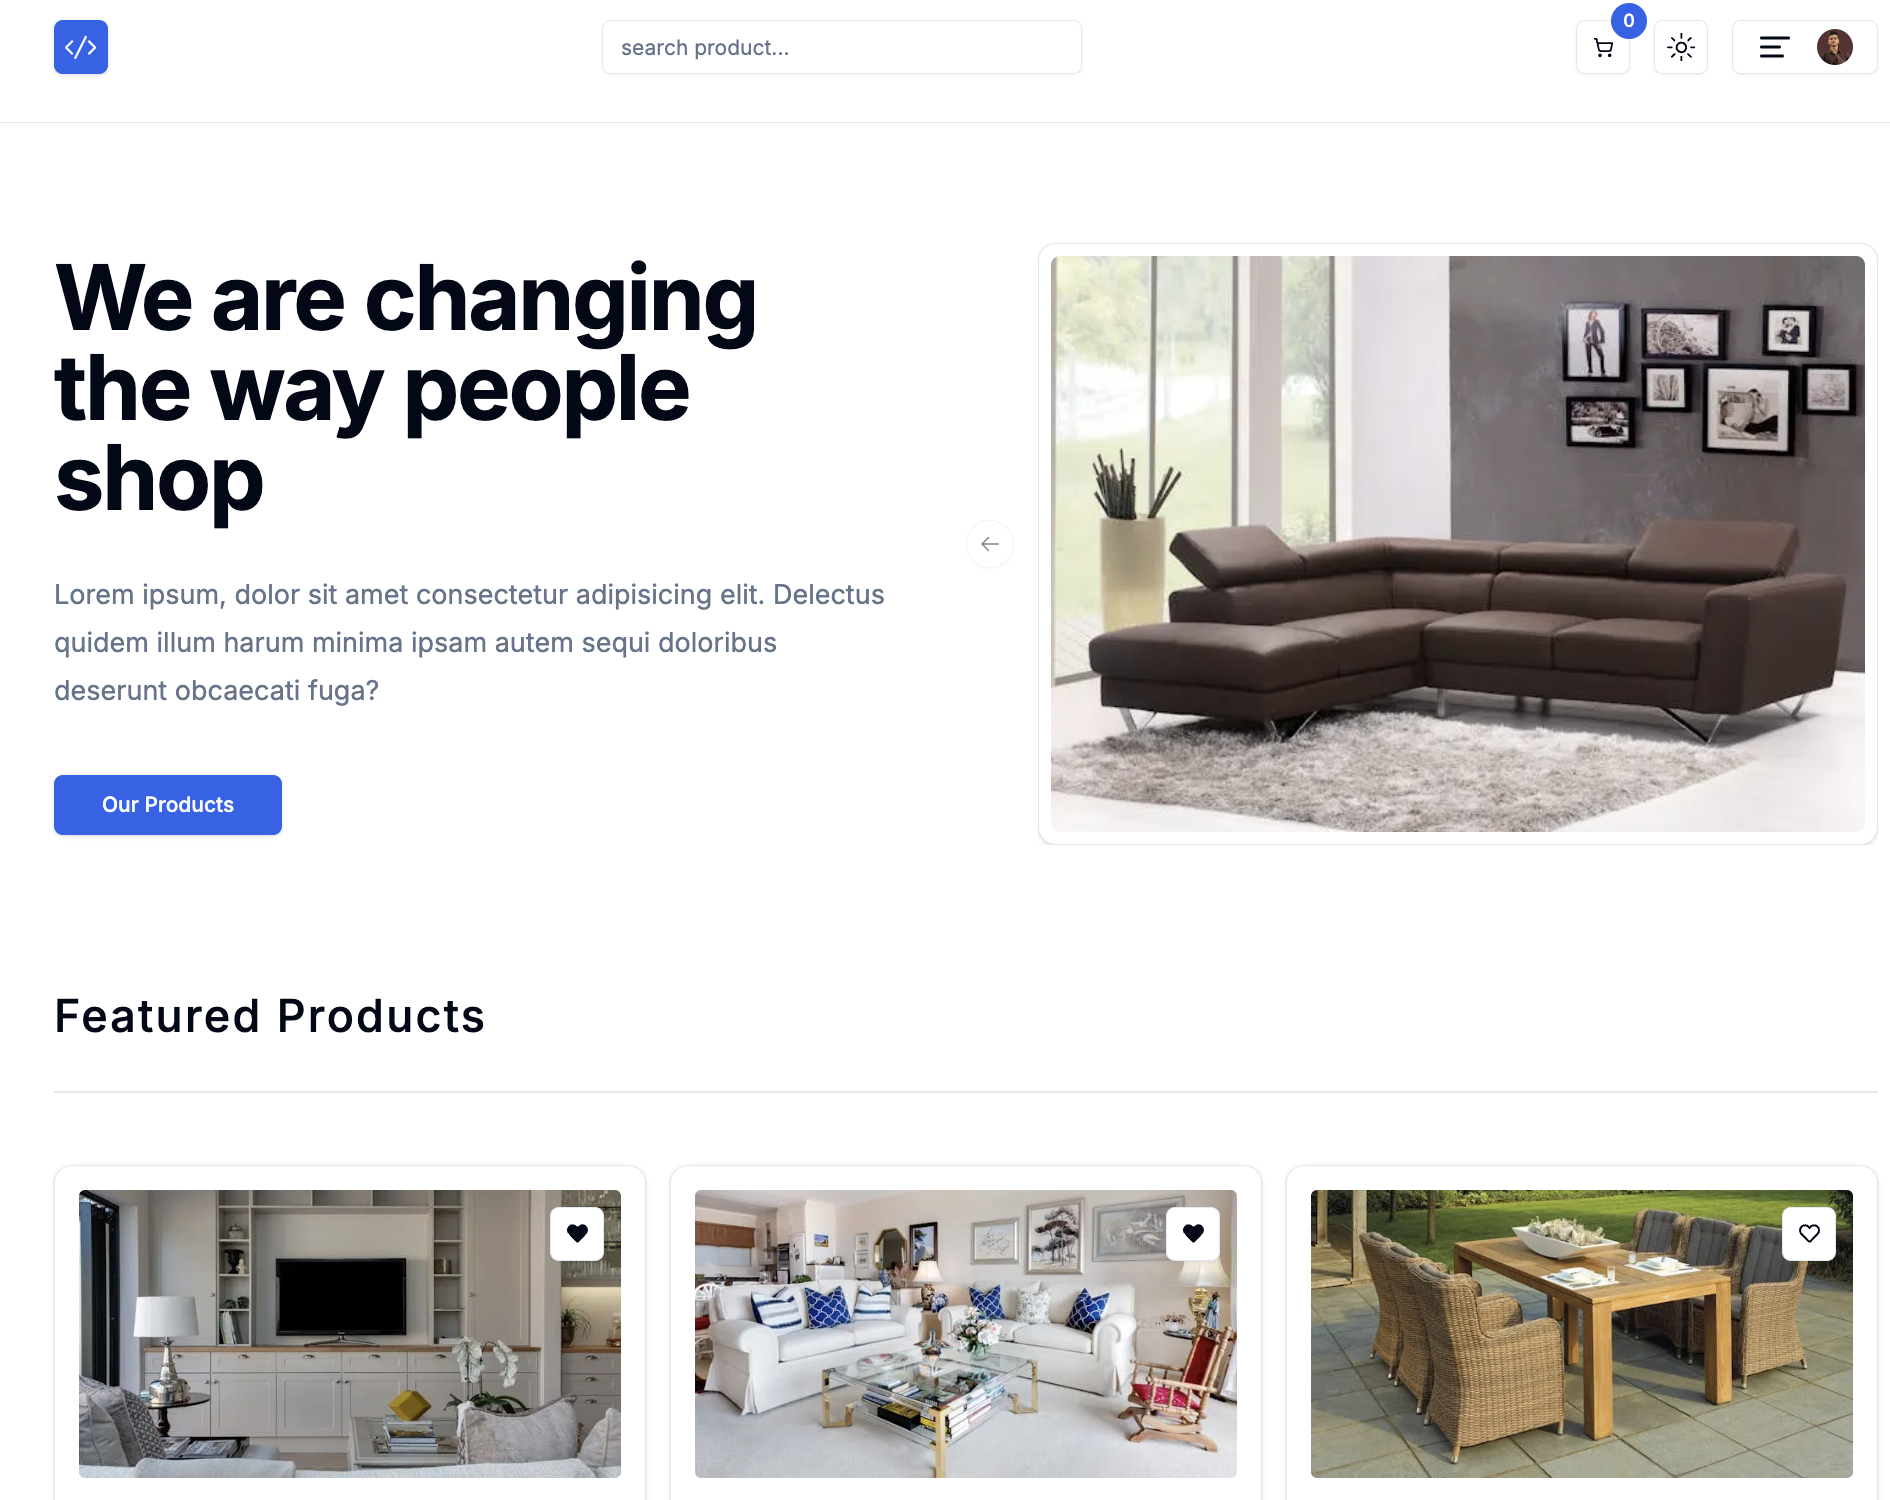 </>
search product...
0
We are changing
the way people
shop
Lorem ipsum, dolor sit amet consectetur adipisicing elit. Delectus
quidem illum harum minima ipsam autem sequi doloribus
deserunt obcaecati fuga?
Our Products
Featured Products